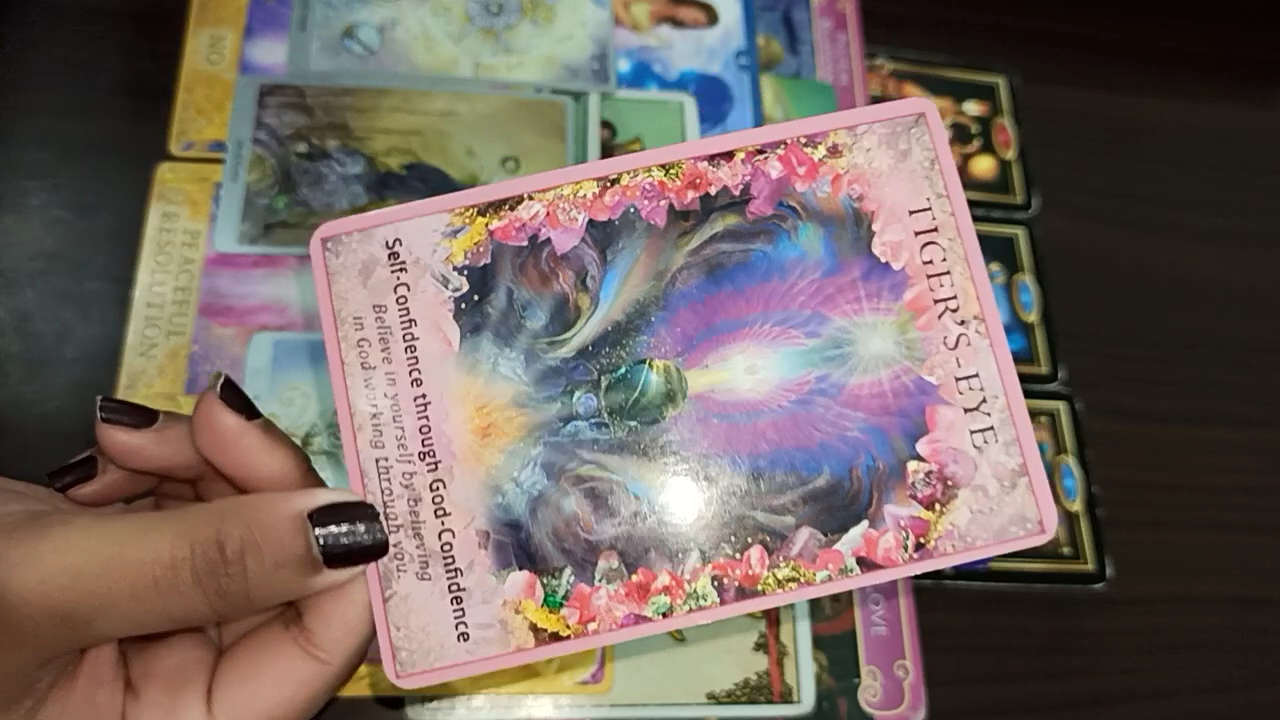 TIGER'S-EYE
Self-Confidence through God-Confidence
Believe in yourself by believing
in God working through you.
NO
PEACEFUL
RESOLUTION
LOVE